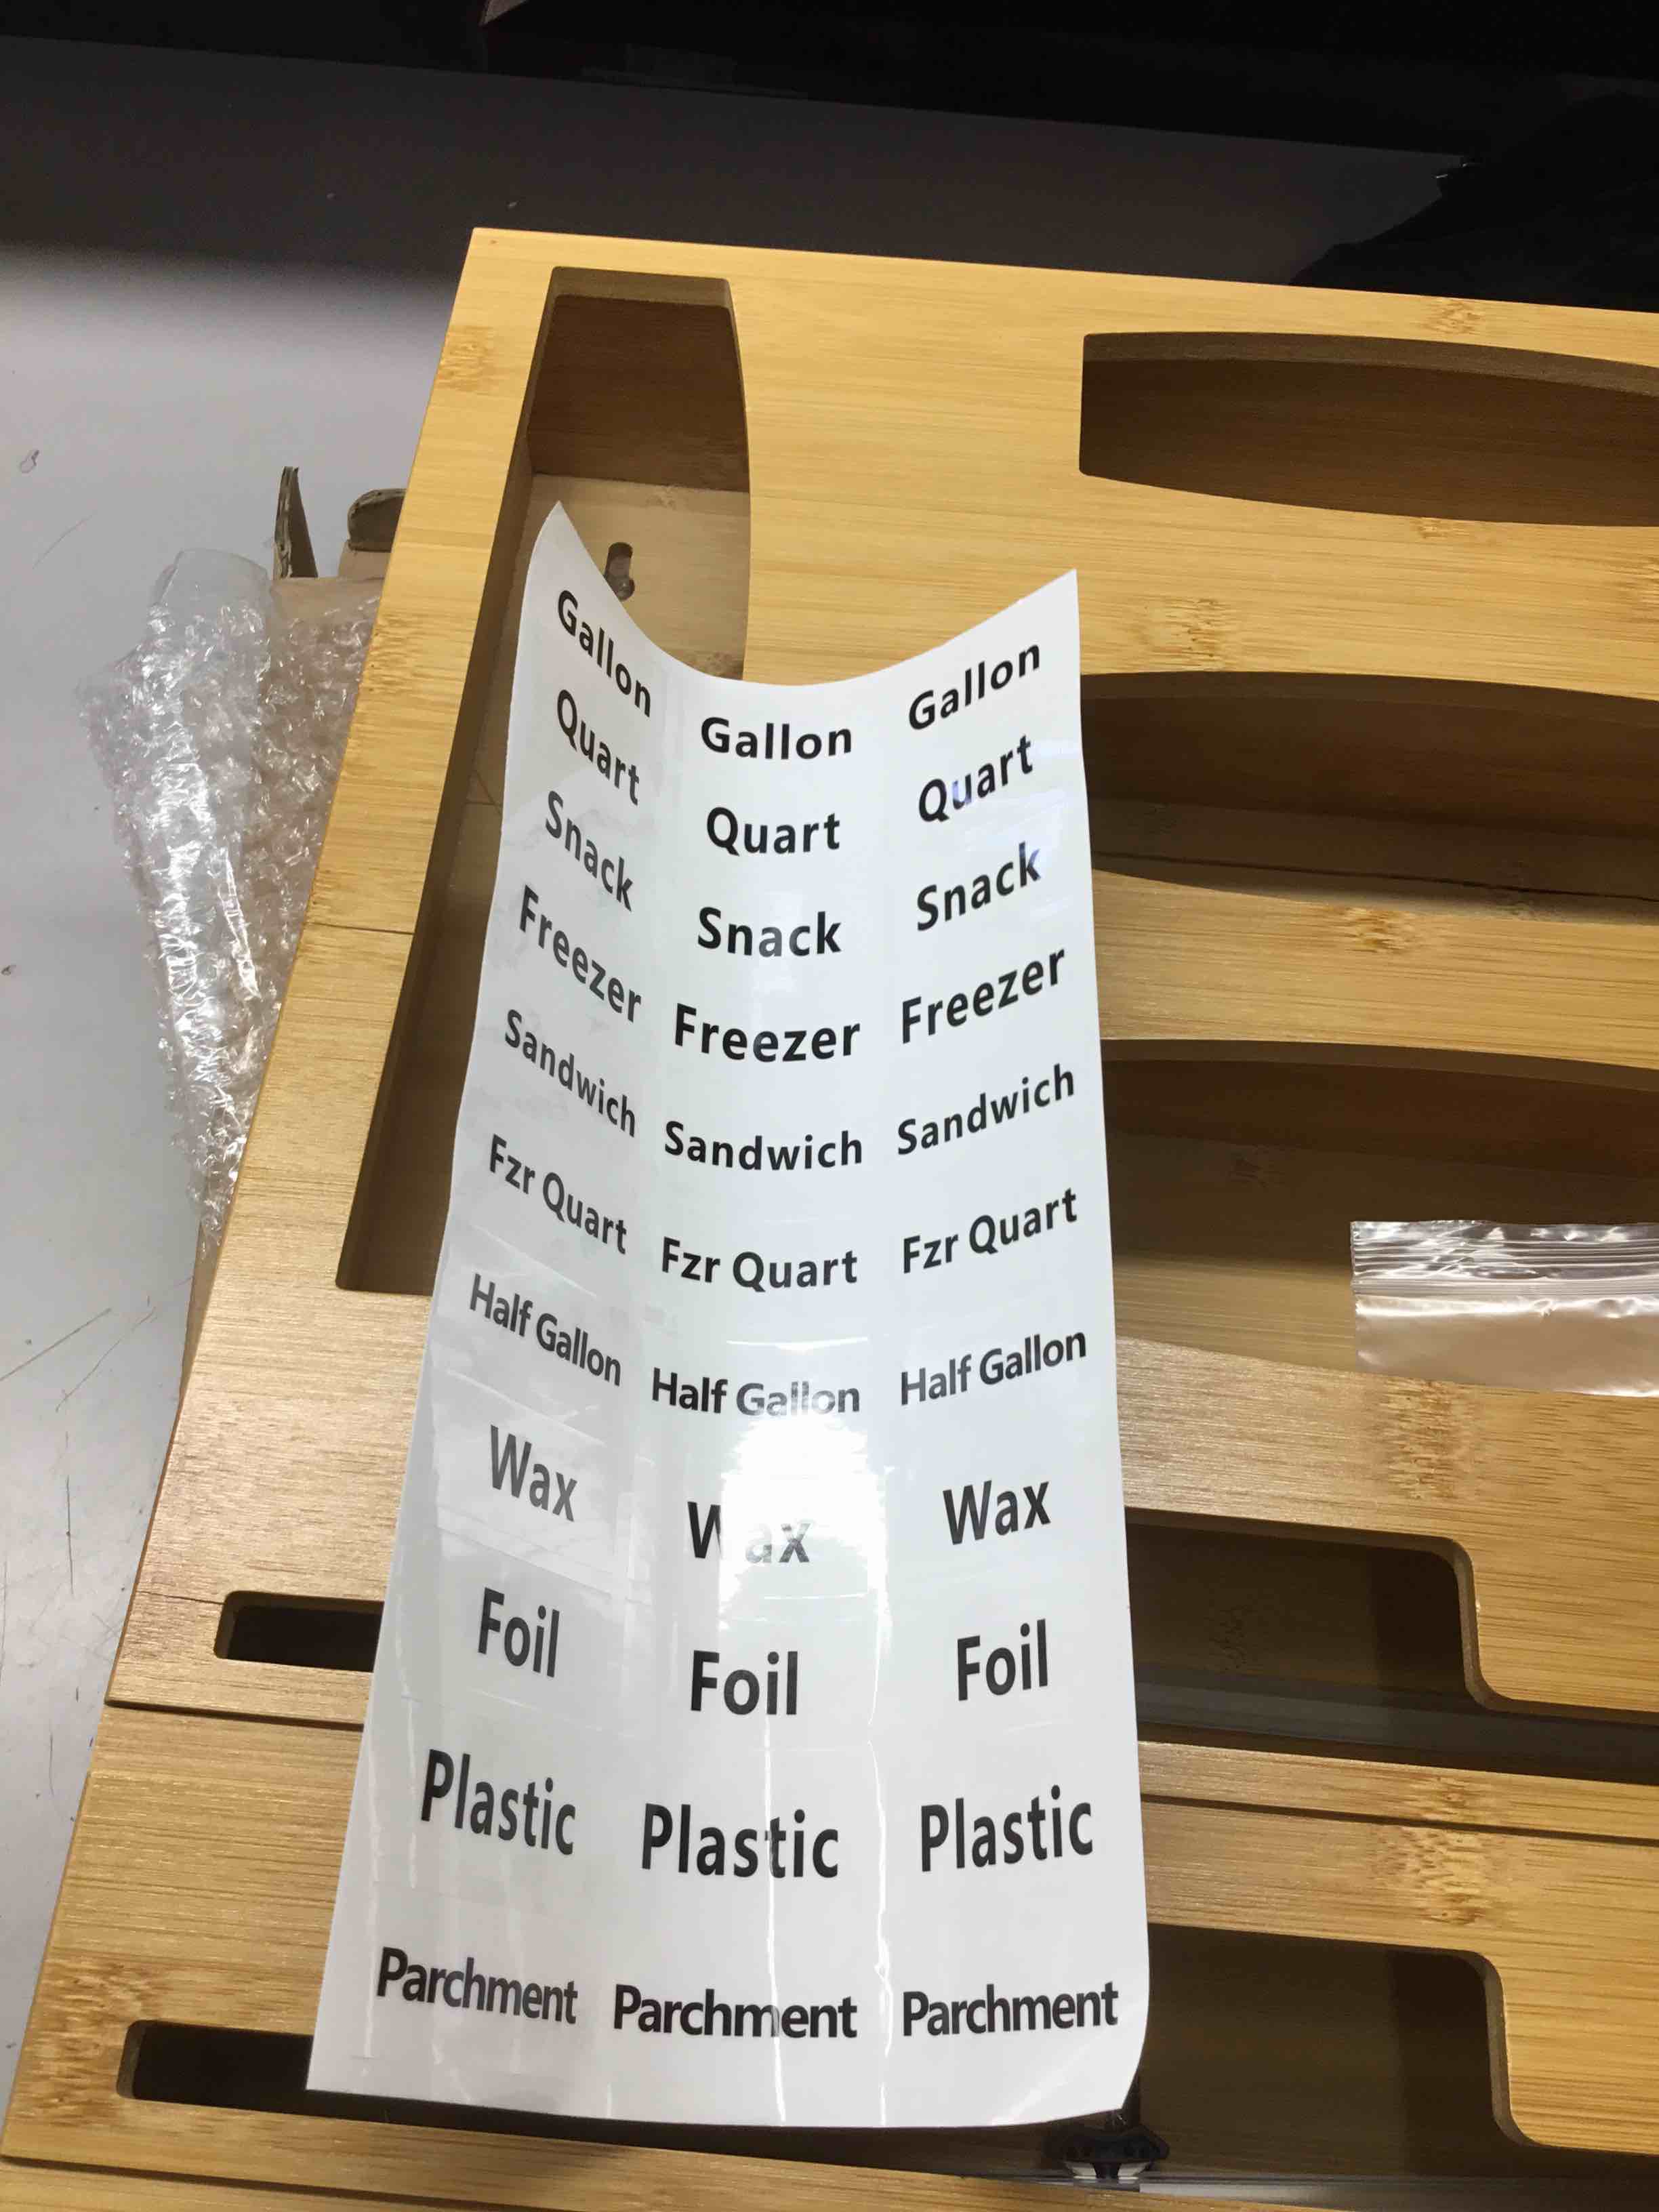 Gallon Gallon Gallon
Quart Quart Quart
Snack Snack Snack
Freezer Freezer Freezer
Sandwich Sandwich Sandwich
Fzr Quart Fzr Quart Fzr Quart
Half Gallon Half Gallon Half Gallon
Wax Wax Wax
Foil Foil Foil
Plastic Plastic Plastic
Parchment Parchment Parchment